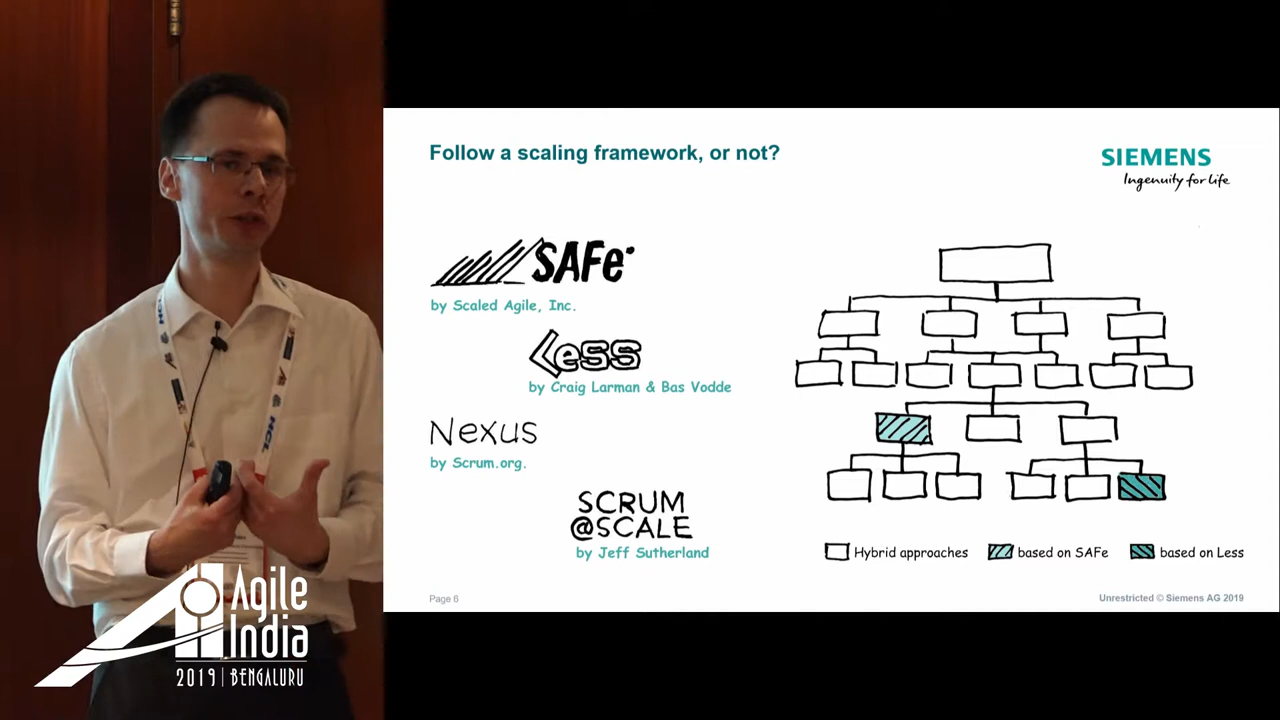 Follow a scaling framework, or not?
SIEMENS
Ingenuity for life
SAFe
by Scaled Agile, Inc.
Less
by Craig Larman & Bas Vodde
Nexus
by Scrum.org.
SCRUM
@SCALE
by Jeff Sutherland
Hybrid approaches
based on SAFe
based on Less
Page 6
Unrestricted © Siemens AG 2019
HCL
HCL
Agile
India
2019 | BENGALURU